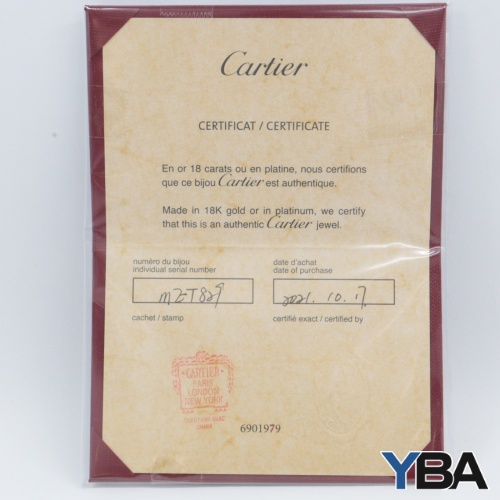 Cartier
CERTIFICAT / CERTIFICATE
En or 18 carats ou en platine, nous certifions
que ce bijou Cartier est authentique.
Made in 18K gold or in platinum, we certify
that this is an authentic Cartier jewel.
numéro du bijou
individual serial number
MZT829
date d'achat
date of purchase
2021. 10. 17
cachet / stamp
certifié exact / certified by
CARTIER
PARIS
LONDON
NEW YORK
CHINA
6901979
YBA